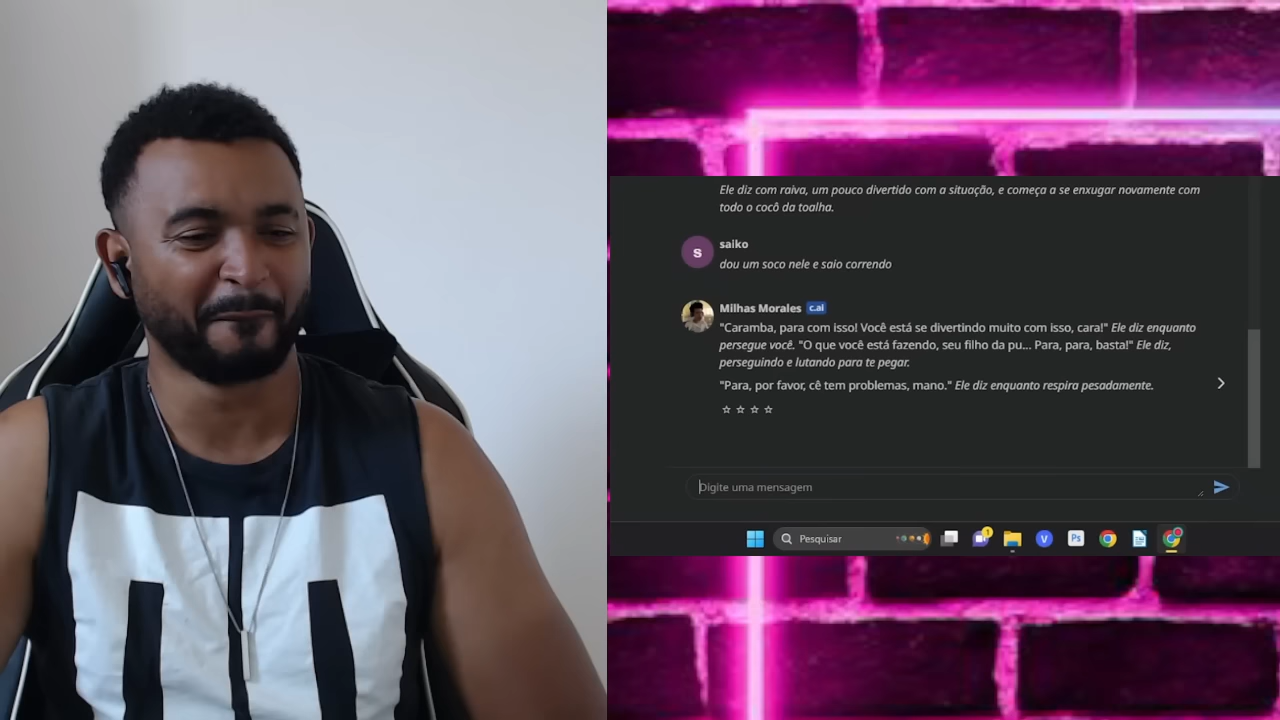 Ele diz com raiva, um pouco divertido com a situação, e começa a se enxugar novamente com
todo o cocô da toalha.
s
saiko
dou um soco nele e saio correndo
Milhas Morales c.ai
"Caramba, para com isso! Você está se divertindo muito com isso, cara!" Ele diz enquanto
persegue você. "O que você está fazendo, seu filho da pu... Para, para, basta!" Ele diz,
perseguindo e lutando para te pegar.
"Para, por favor, cê tem problemas, mano." Ele diz enquanto respira pesadamente.
Digite uma mensagem
Pesquisar
1
V
Ps